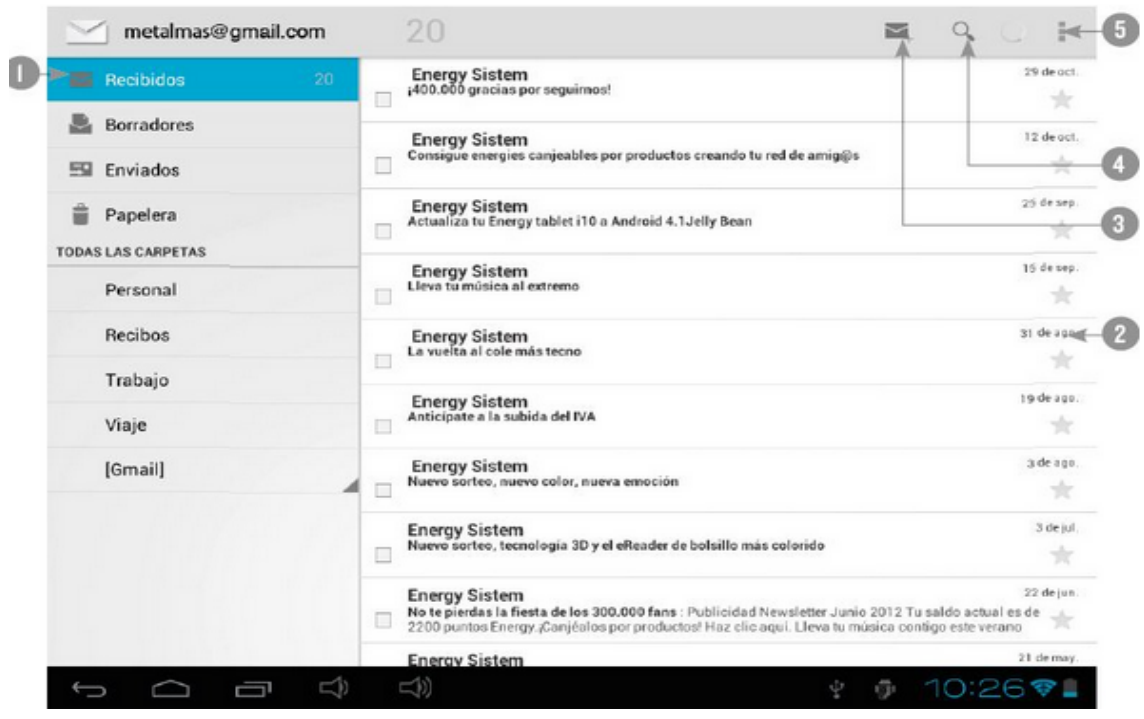 metalmas@gmail.com
20
5
1
Recibidos
20
Borradores
Enviados
Papelera
TODAS LAS CARPETAS
Personal
Recibos
Trabajo
Viaje
[Gmail]
Energy Sistem
29 de oct.
¡400.000 gracias por seguirnos!
Energy Sistem
12 de oct.
Consigue energies canjeables por productos creando tu red de amig@s
4
Energy Sistem
25 de sep.
Actualiza tu Energy tablet i10 a Android 4.1Jelly Bean
3
Energy Sistem
15 de sep.
Lleva tu música al extremo
Energy Sistem
31 de ago.
2
La vuelta al cole más tecno
Energy Sistem
19 de ago.
Anticípate a la subida del IVA
Energy Sistem
3 de ago.
Nuevo sorteo, nuevo color, nueva emoción
Energy Sistem
3 de jul.
Nuevo sorteo, tecnología 3D y el eReader de bolsillo más colorido
Energy Sistem
22 de jun.
No te pierdas la fiesta de los 300.000 fans : Publicidad Newsletter Junio 2012 Tu saldo actual es de
2200 puntos Energy.¡Canjéalos por productos! Haz clic aquí. Lleva tu música contigo este verano
Energy Sistem
21 de may.
10:26